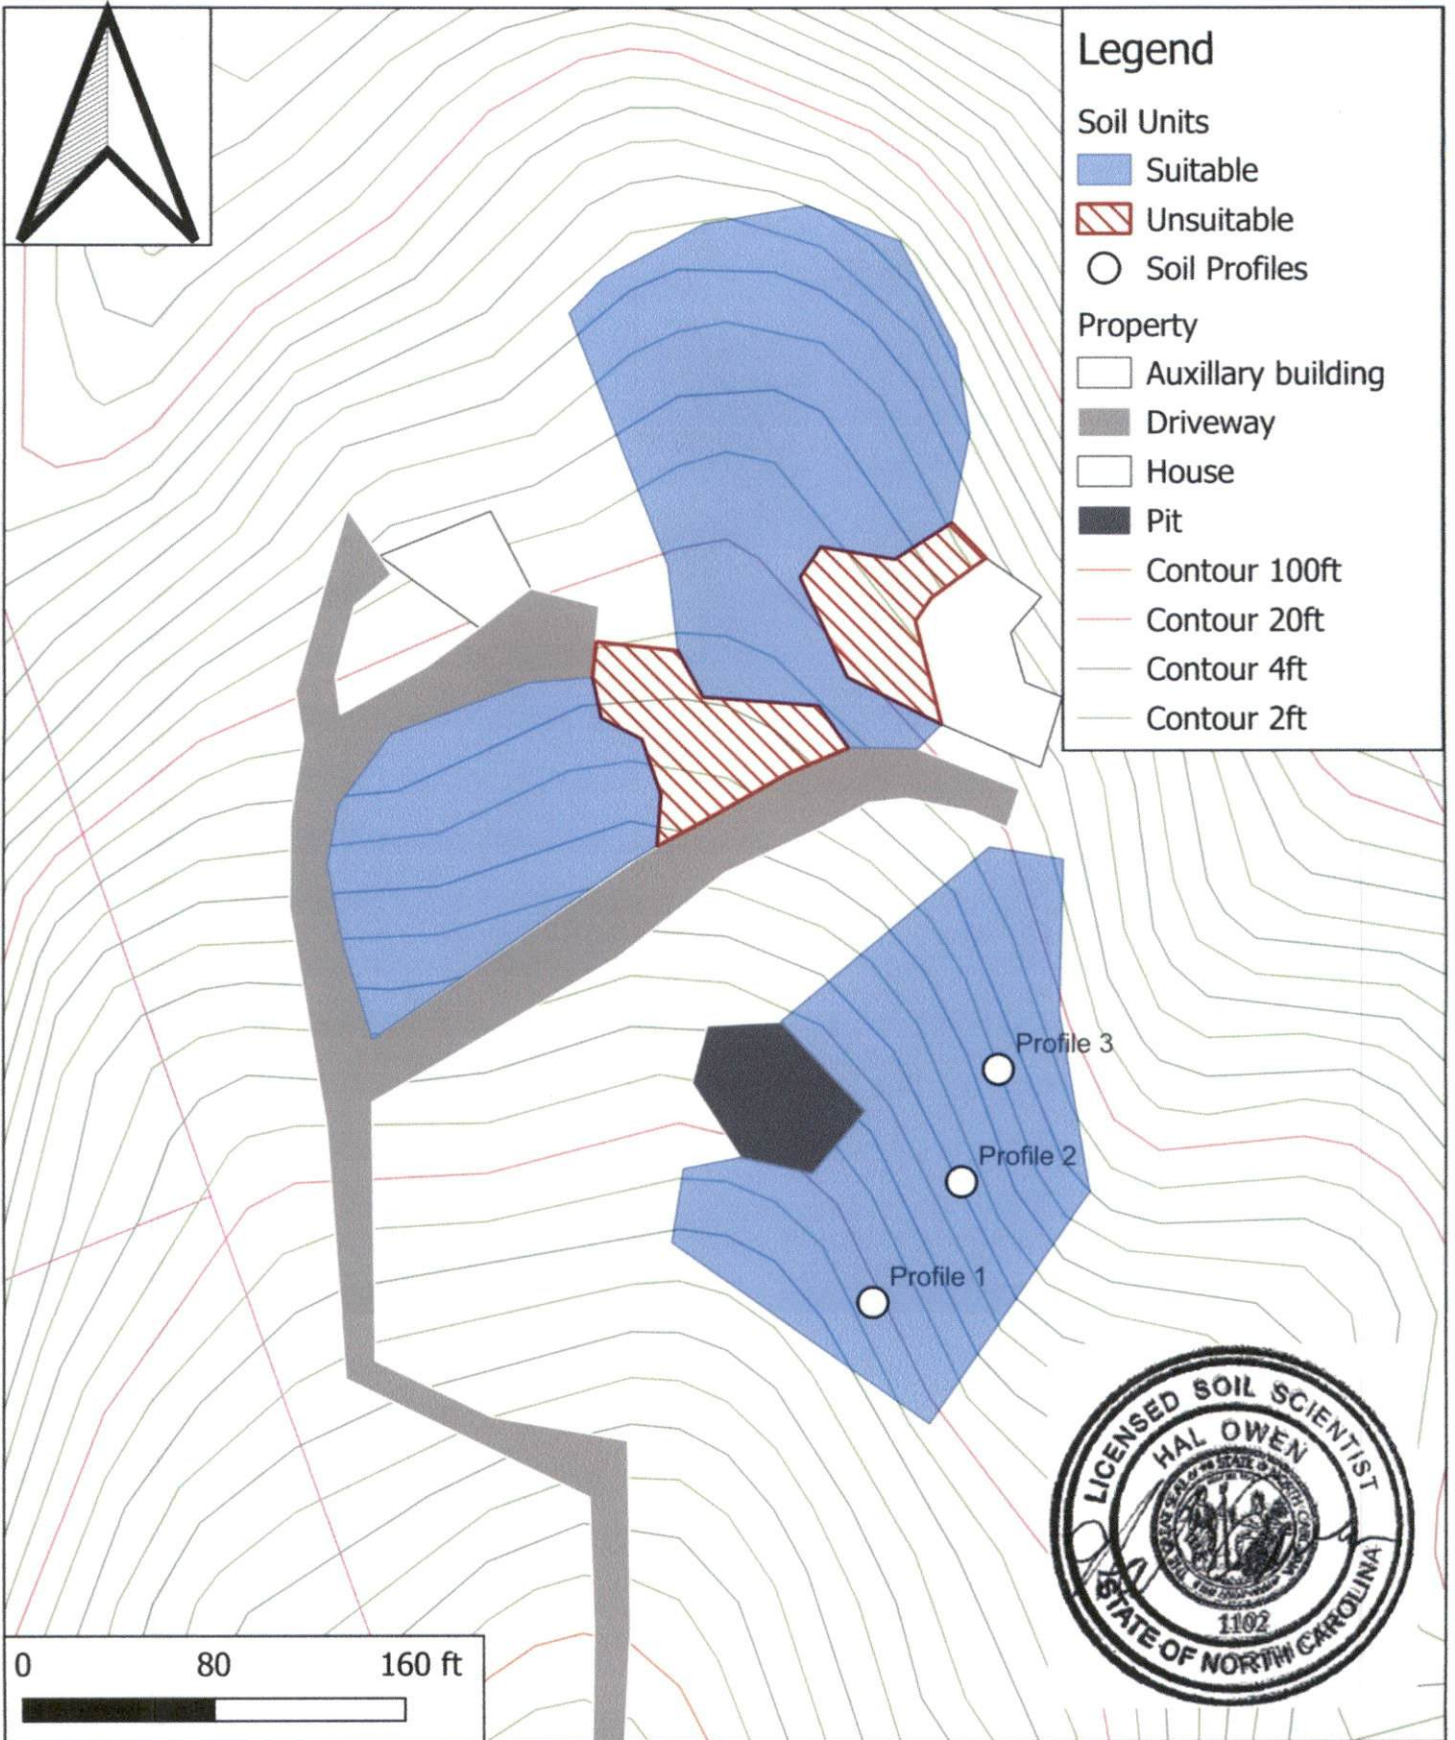 Legend
Soil Units
Suitable
Unsuitable
Soil Profiles
Property
Auxillary building
Driveway
House
Pit
Contour 100ft
Contour 20ft
Contour 4ft
Contour 2ft
Profile 3
Profile 2
Profile 1
LICENSED SOIL SCIENTIST
HAL OWEN
1102
STATE OF NORTH CAROLINA
0 80 160 ft